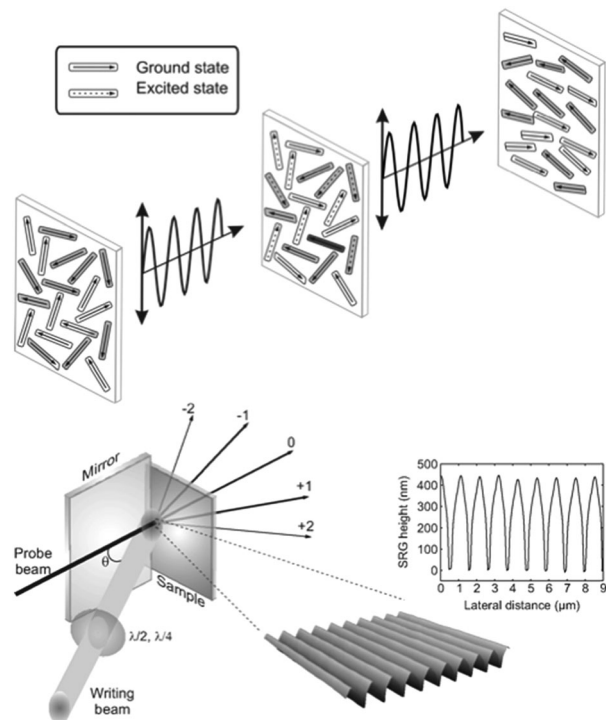 Ground state
Excited state
-2
-1
0
+1
+2
Mirror
Probe
beam
θ
Sample
λ/2, λ/4
Writing
beam
SRG height (nm)
500
400
300
200
100
0
0 1 2 3 4 5 6 7 8 9
Lateral distance (µm)